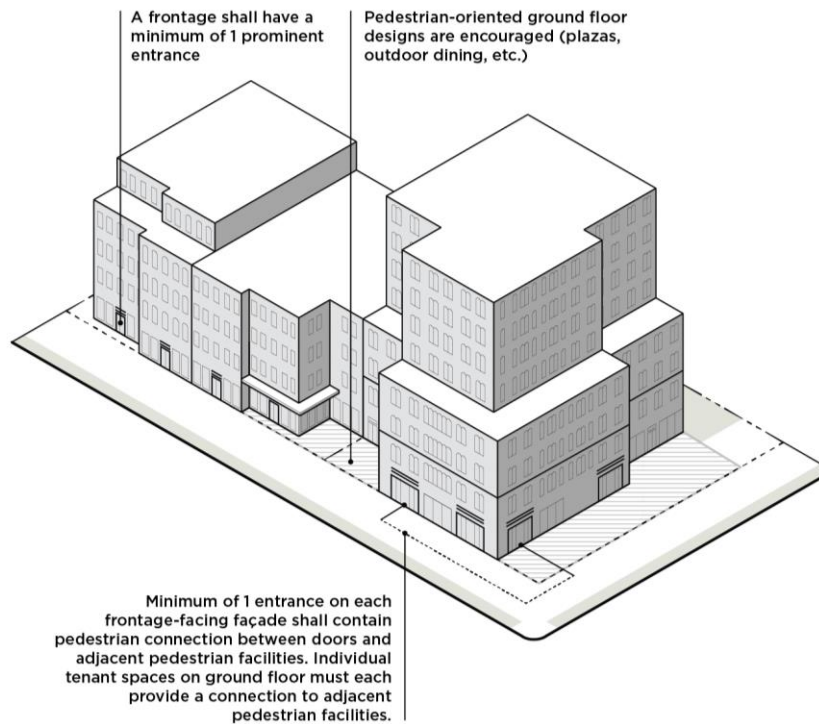 A frontage shall have a
minimum of 1 prominent
entrance
Pedestrian-oriented ground floor
designs are encouraged (plazas,
outdoor dining, etc.)
Minimum of 1 entrance on each
frontage-facing façade shall contain
pedestrian connection between doors and
adjacent pedestrian facilities. Individual
tenant spaces on ground floor must each
provide a connection to adjacent
pedestrian facilities.